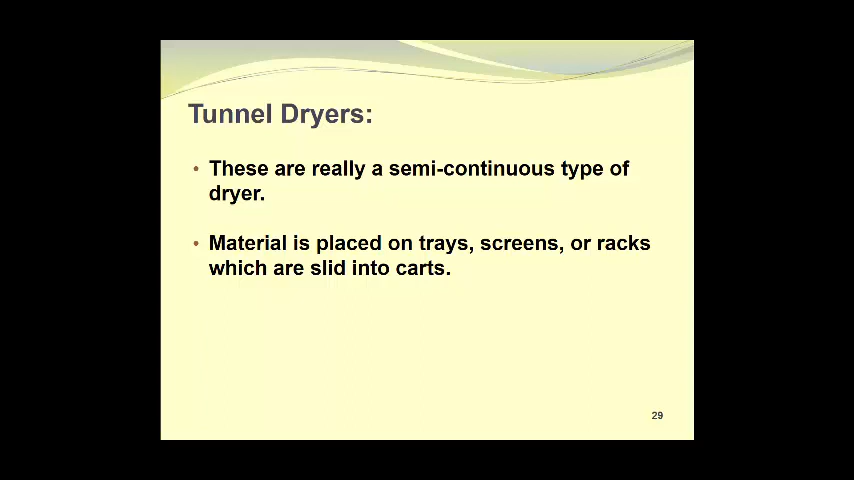 Tunnel Dryers:
• These are really a semi-continuous type of
dryer.
• Material is placed on trays, screens, or racks
which are slid into carts.
29